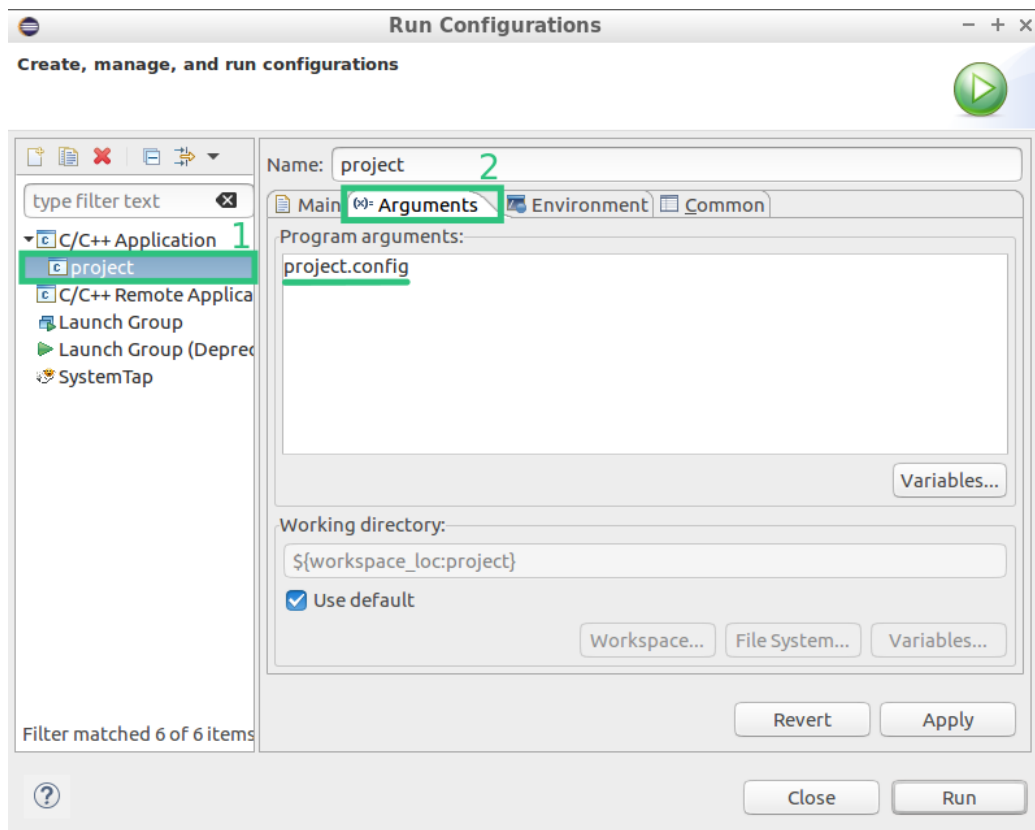 Run Configurations
Create, manage, and run configurations
type filter text
C/C++ Application 1
project
C/C++ Remote Applica
Launch Group
Launch Group (Deprec
SystemTap
Filter matched 6 of 6 items
Name: project 2
Main (x)= Arguments Environment Common
Program arguments:
project.config
Variables...
Working directory:
${workspace_loc:project}
Use default
Workspace... File System... Variables...
Revert Apply
? Close Run